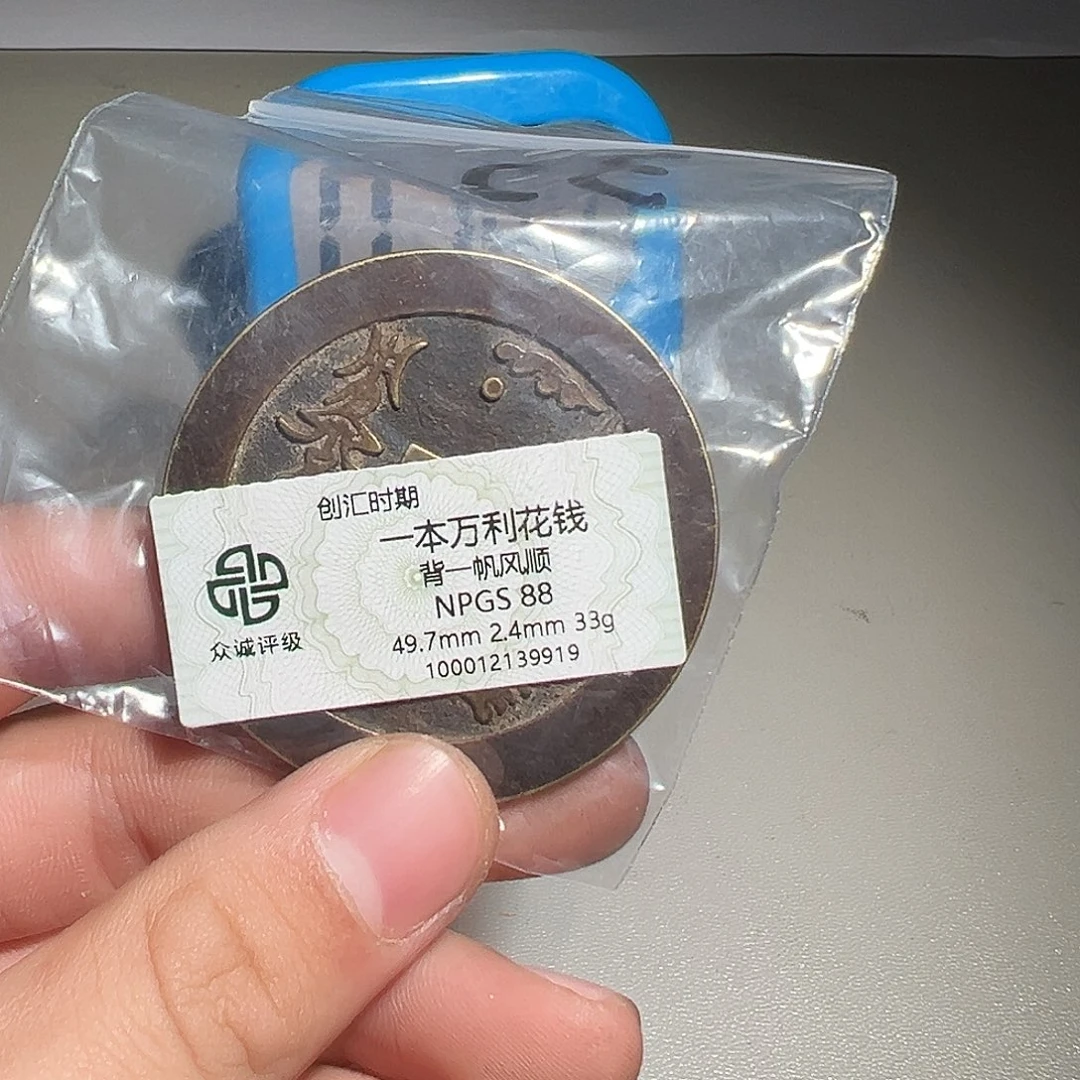 创汇时期
一本万利花钱
背一帆风顺
NPGS 88
49.7mm 2.4mm 33g
100012139919
众诚评级